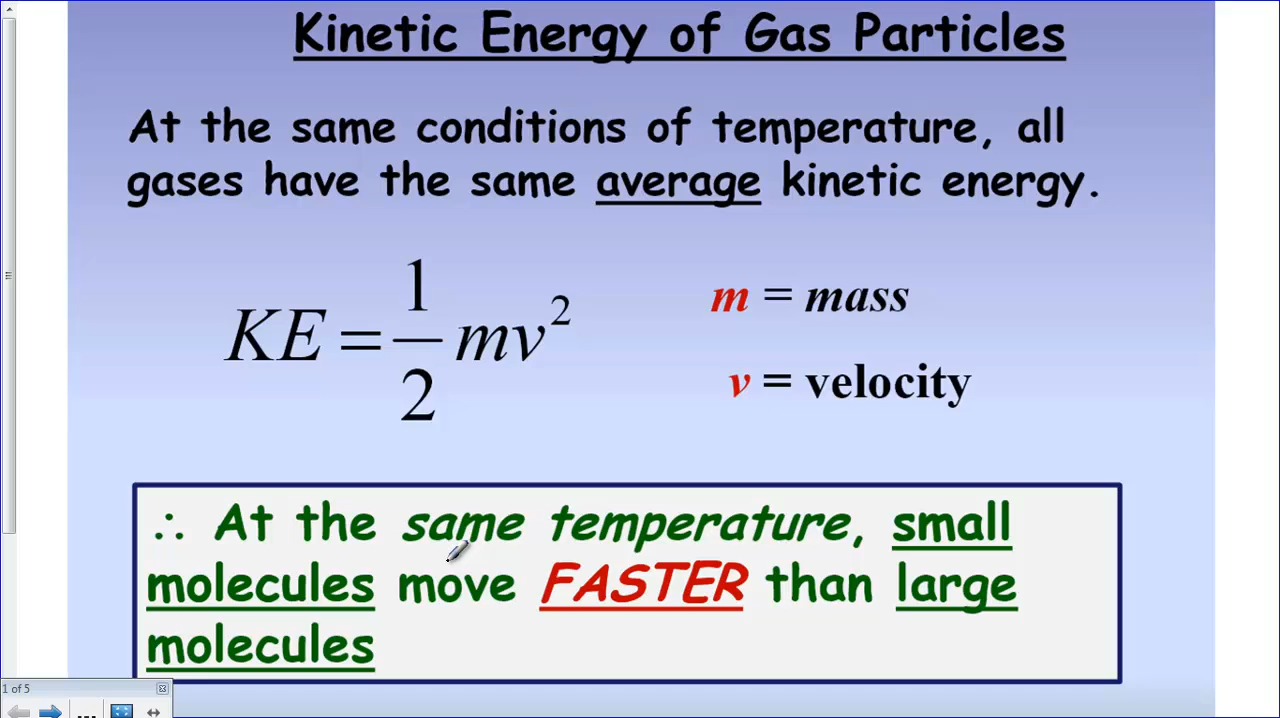 Kinetic Energy of Gas Particles
At the same conditions of temperature, all
gases have the same average kinetic energy.
KE = 1/2 mv²
m = mass
v = velocity
∴ At the same temperature, small
molecules move FASTER than large
molecules
1 of 5